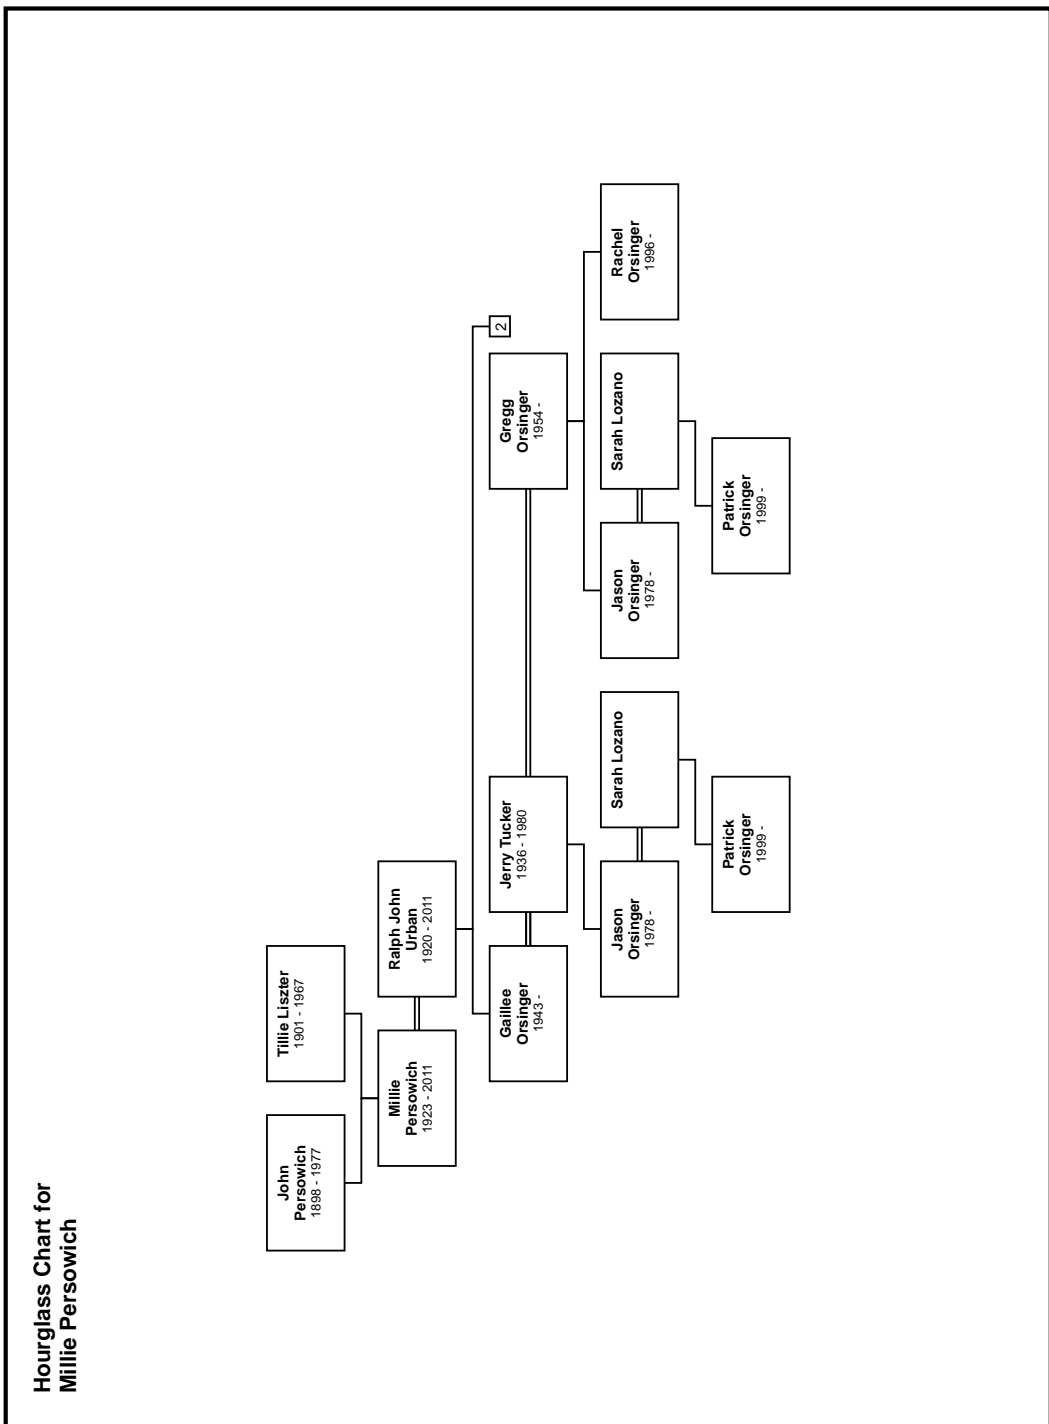 Hourglass Chart for
Millie Persowich
John
Persowich
1898 - 1977
Tillie Liszter
1901 - 1967
Millie
Persowich
1923 - 2011
Ralph John
Urban
1920 - 2011
Gaillee
Orsinger
1943 -
Jerry Tucker
1936 - 1980
Gregg
Orsinger
1954 -
2
Jason
Orsinger
1978 -
Sarah Lozano
Jason
Orsinger
1978 -
Sarah Lozano
Rachel
Orsinger
1996 -
Patrick
Orsinger
1999 -
Patrick
Orsinger
1999 -